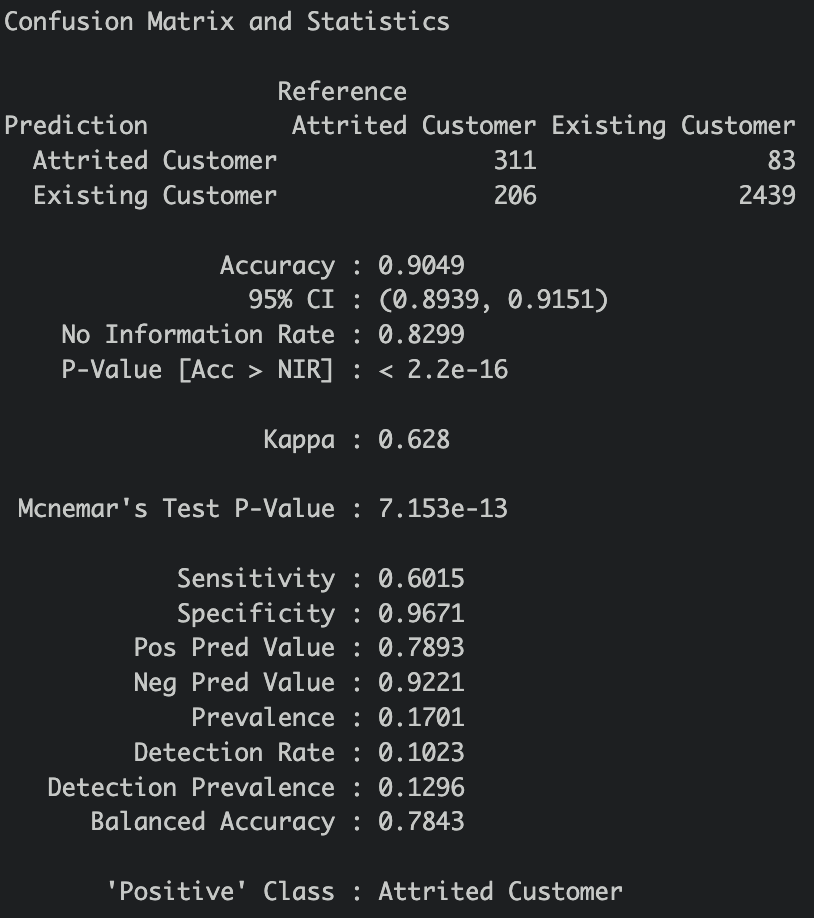 Confusion Matrix and Statistics
Reference
Prediction Attrited Customer Existing Customer
Attrited Customer 311 83
Existing Customer 206 2439
Accuracy : 0.9049
95% CI : (0.8939, 0.9151)
No Information Rate : 0.8299
P-Value [Acc > NIR] : < 2.2e-16
Kappa : 0.628
Mcnemar's Test P-Value : 7.153e-13
Sensitivity : 0.6015
Specificity : 0.9671
Pos Pred Value : 0.7893
Neg Pred Value : 0.9221
Prevalence : 0.1701
Detection Rate : 0.1023
Detection Prevalence : 0.1296
Balanced Accuracy : 0.7843
'Positive' Class : Attrited Customer